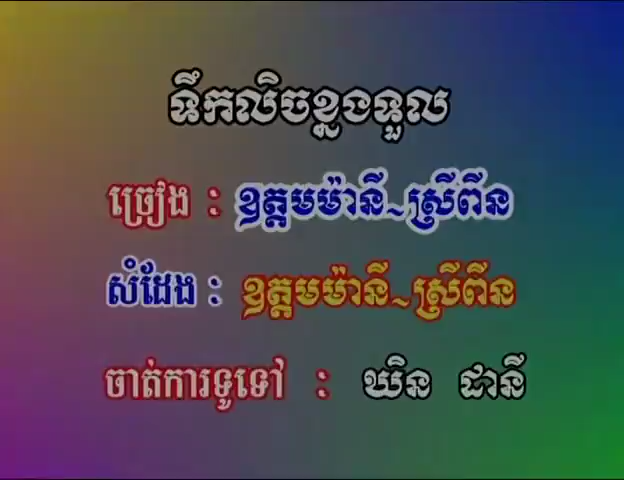 ទឹកលិចខ្នងទួល
ច្រៀង : ឧត្តមម៉ានី~ស្រីពីន
សំដែង : ឧត្តមម៉ានី~ស្រីពីន
ចាត់ការទូទៅ : ឃិន ដានី